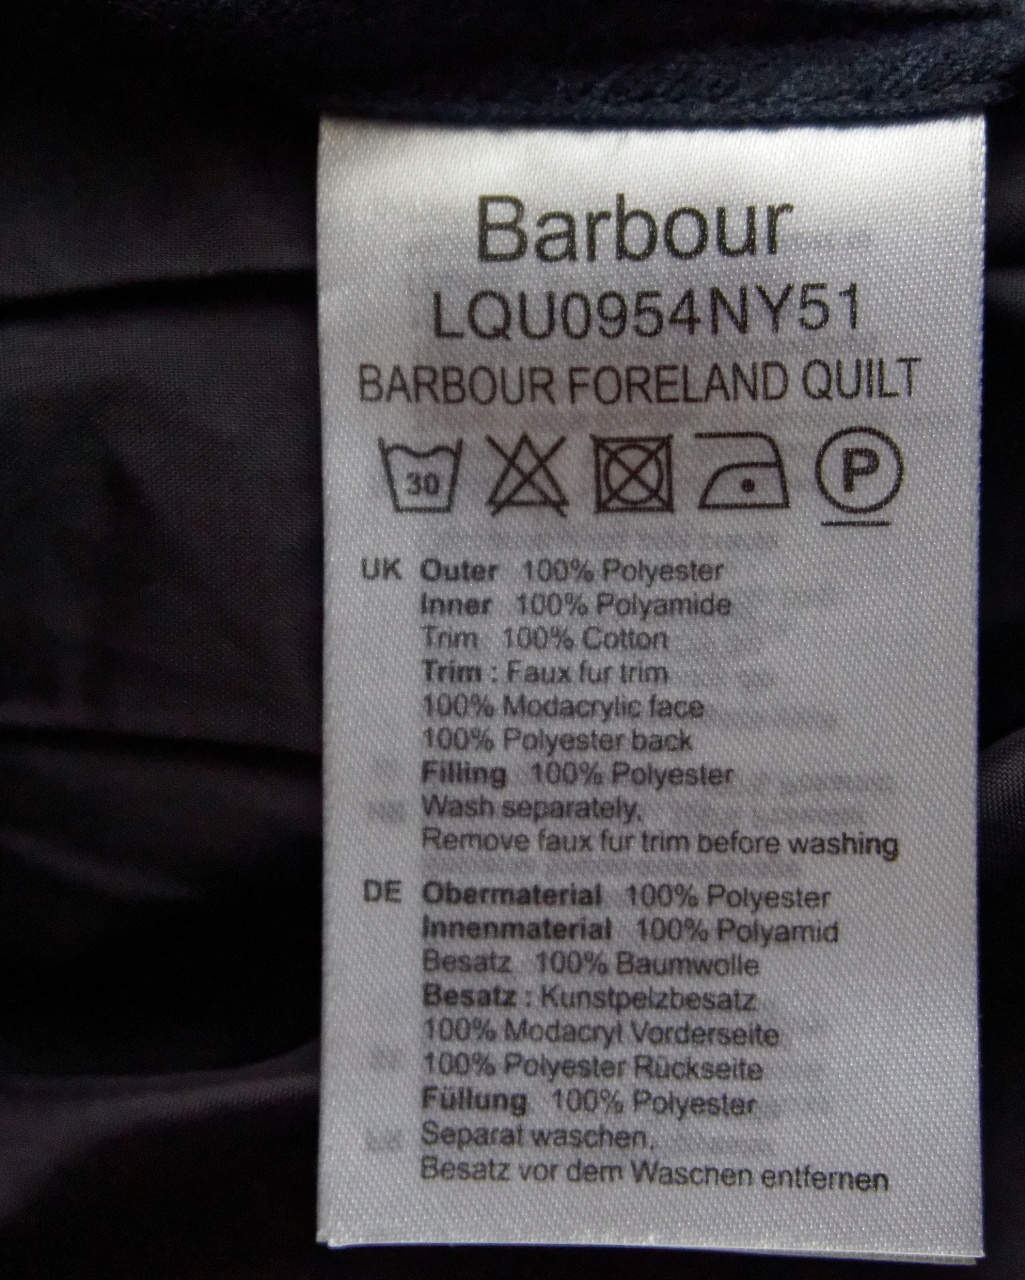 Barbour
LQU0954NY51
BARBOUR FORELAND QUILT
30 P
UK Outer 100% Polyester
Inner 100% Polyamide
Trim 100% Cotton
Trim : Faux fur trim
100% Modacrylic face
100% Polyester back
Filling 100% Polyester
Wash separately,
Remove faux fur trim before washing
DE Obermaterial 100% Polyester
Innenmaterial 100% Polyamid
Besatz 100% Baumwolle
Besatz : Kunstpelzbesatz
100% Modacryl Vorderseite
100% Polyester Rückseite
Füllung 100% Polyester
Separat waschen,
Besatz vor dem Waschen entfernen